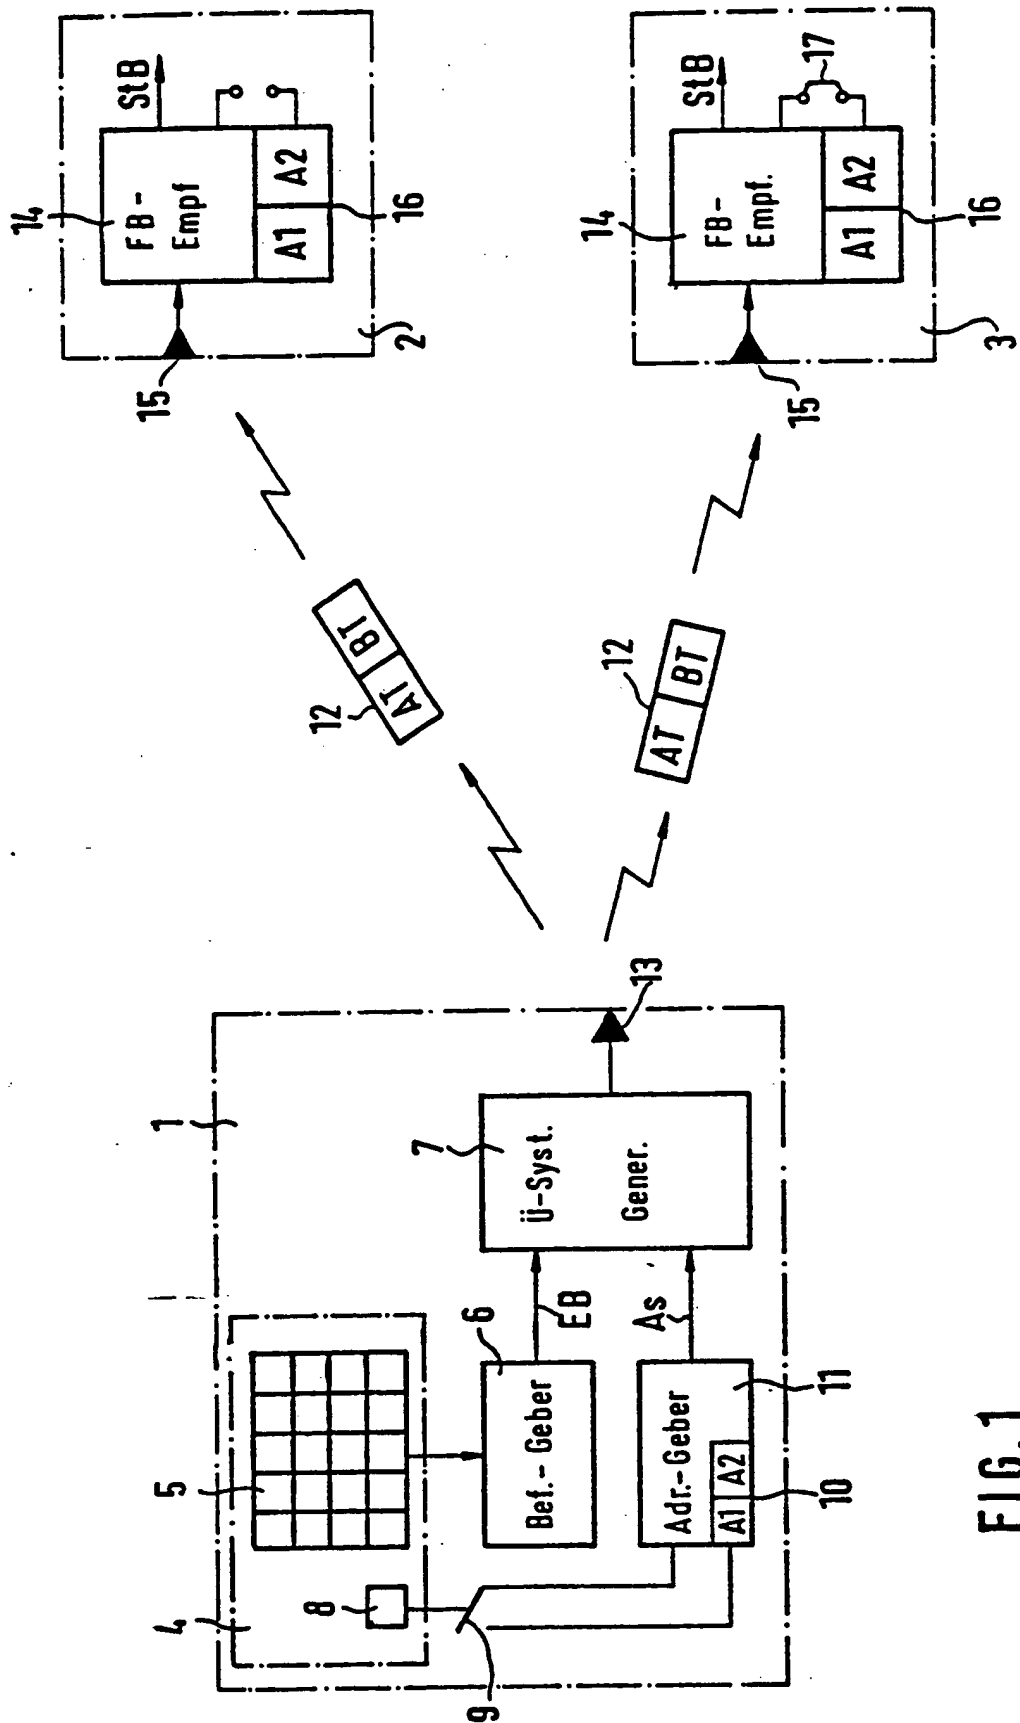 1
4
5
8
9
Bef.-Geber
6
EB
Adr.-Geber
A1 A2
10
11
As
Ü-Syst.
Gener.
7
13
12
AT BT
12
AT BT
14
FB-
Empf
A1 A2
16
StB
15
2
14
FB-
Empf.
A1 A2
16
StB
17
15
3
FIG.1